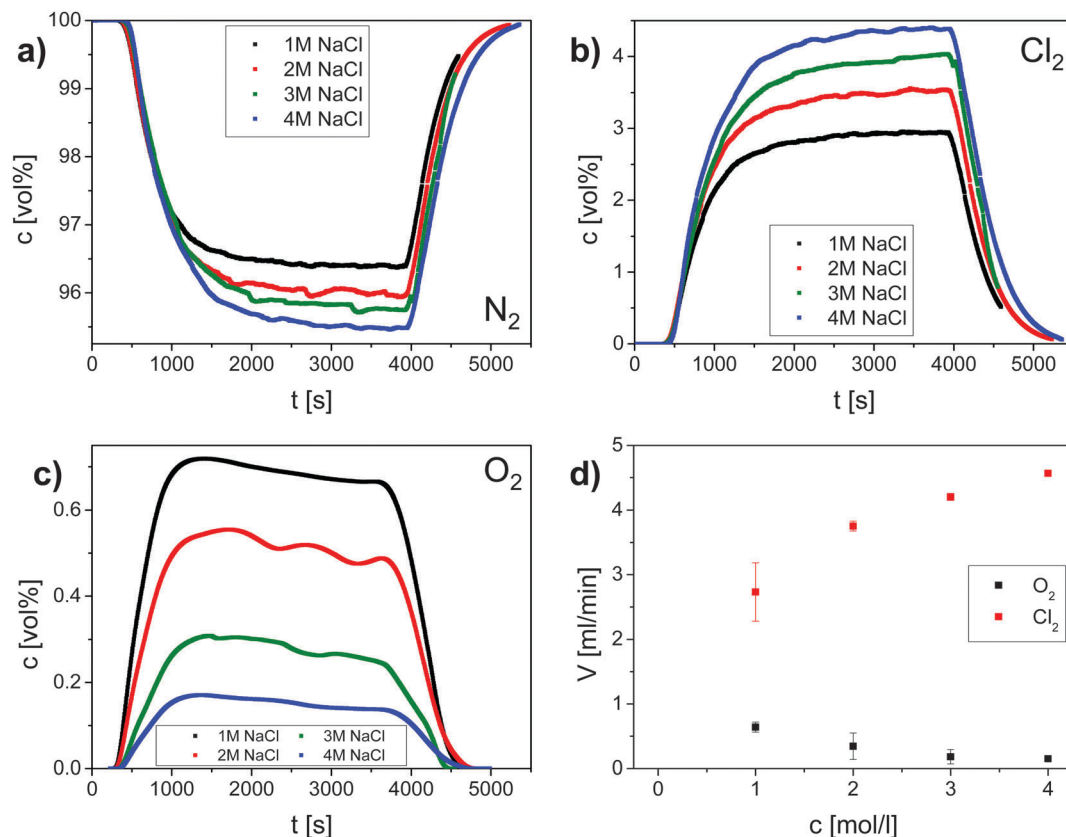 a)
1M NaCl
2M NaCl
3M NaCl
4M NaCl
N₂
c [vol%]
100
99
98
97
96
0 1000 2000 3000 4000 5000
t [s]
b)
Cl₂
1M NaCl
2M NaCl
3M NaCl
4M NaCl
c [vol%]
4
3
2
1
0
0 1000 2000 3000 4000 5000
t [s]
c)
O₂
c [vol%]
0.6
0.4
0.2
0.0
1M NaCl 3M NaCl
2M NaCl 4M NaCl
0 1000 2000 3000 4000 5000
t [s]
d)
V [ml/min]
5
4
3
2
1
0
O₂
Cl₂
0 1 2 3 4
c [mol/l]